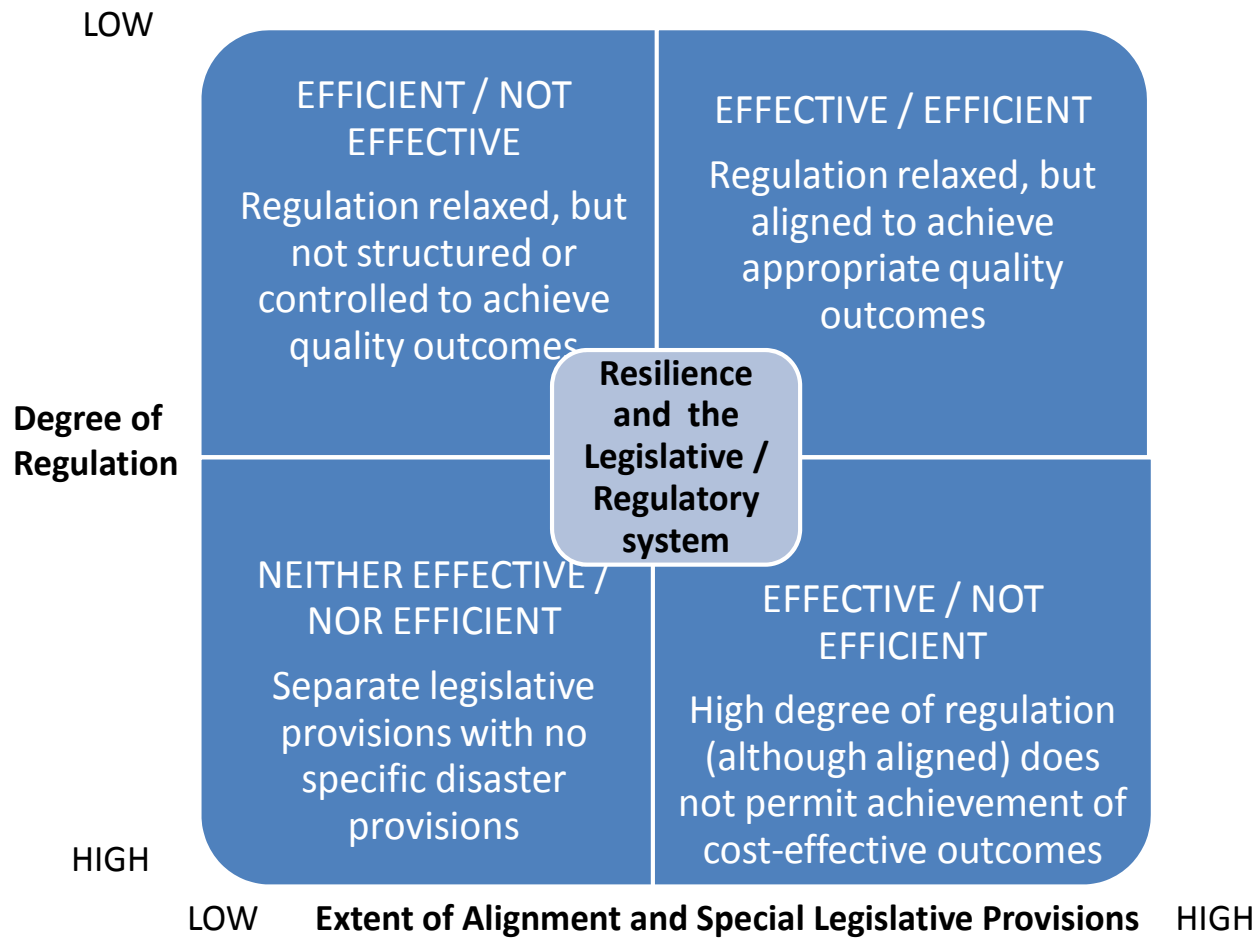 LOW
EFFICIENT / NOT
EFFECTIVE
Regulation relaxed, but
not structured or
controlled to achieve
quality outcomes
EFFECTIVE / EFFICIENT
Regulation relaxed, but
aligned to achieve
appropriate quality
outcomes
Degree of
Regulation
Resilience
and the
Legislative /
Regulatory
system
NEITHER EFFECTIVE /
NOR EFFICIENT
Separate legislative
provisions with no
specific disaster
provisions
EFFECTIVE / NOT
EFFICIENT
High degree of regulation
(although aligned) does
not permit achievement of
cost-effective outcomes
HIGH
LOW Extent of Alignment and Special Legislative Provisions HIGH